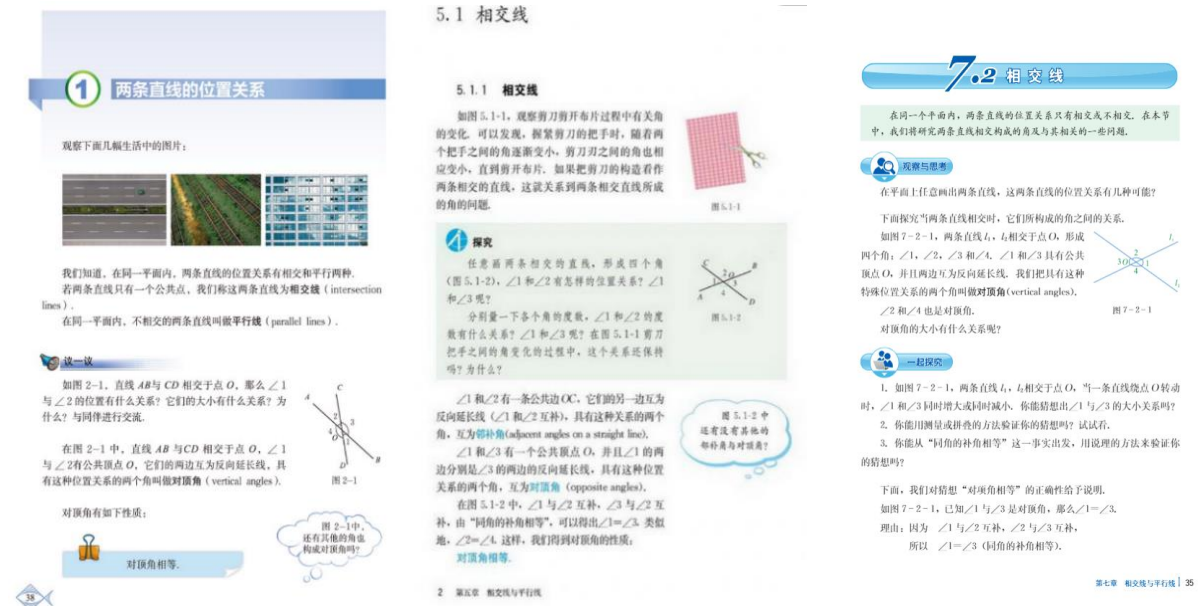 1 两条直线的位置关系
观察下面几幅生活中的图片：
我们知道，在同一平面内，两条直线的位置关系有相交和平行两种.
若两条直线只有一个公共点，我们称这两条直线为相交线（intersection
lines）.
在同一平面内，不相交的两条直线叫做平行线（parallel lines）.
议一议
如图 2-1，直线 AB与 CD 相交于点 O，那么∠1
与∠2 的位置有什么关系？它们的大小有什么关系？为
什么？与同伴进行交流.
A
C
2
3
4
O
1
D
B
图 2-1
在图 2-1 中，直线 AB 与CD 相交于点 O，∠1
与∠2有公共顶点 O，它们的两边互为反向延长线，具
有这种位置关系的两个角叫做对顶角（vertical angles）.
对顶角有如下性质：
对顶角相等.
图 2-1中，
还有其他的角也
构成对顶角吗？
38
5.1 相交线
5.1.1 相交线
如图 5.1-1，观察剪刀剪开布片过程中有关角
的变化. 可以发现，握紧剪刀的把手时，随着两
个把手之间的角逐渐变小，剪刀刃之间的角也相
应变小，直到剪开布片. 如果把剪刀的构造看作
两条相交的直线，这就关系到两条相交直线所成
的角的问题.
图 5.1-1
探究
任意画两条相交的直线，形成四个角
（图 5.1-2），∠1 和∠2 有怎样的位置关系？∠1
和∠3 呢？
分别量一下各个角的度数，∠1 和∠2 的度
数有什么关系？∠1 和∠3 呢？在图 5.1-1 剪刀
把手之间的角变化的过程中，这个关系还保持
吗？为什么？
C
B
2
O
1
3
4
A
D
图 5.1-2
∠1 和∠2 有一条公共边 OC，它们的另一边互为
反向延长线（∠1 和∠2 互补），具有这种关系的两个
角，互为邻补角(adjacent angles on a straight line).
∠1 和∠3 有一个公共顶点 O，并且∠1 的两
边分别是∠3 的两边的反向延长线，具有这种位置
关系的两个角，互为对顶角（opposite angles）.
在图 5.1-2 中，∠1 与∠2 互补，∠3 与∠2 互
补，由“同角的补角相等”，可以得出∠1=∠3. 类似
地，∠2=∠4. 这样，我们得到对顶角的性质：
对顶角相等.
图 5.1-2 中
还有没有其他的
邻补角与对顶角？
2 第五章 相交线与平行线
7.2 相交线
在同一个平面内，两条直线的位置关系只有相交或不相交. 在本节
中，我们将研究两条直线相交构成的角及与其相关的一些问题.
观察与思考
在平面上任意画出两条直线，这两条直线的位置关系有几种可能？
下面探究当两条直线相交时，它们所构成的角之间的关系.
如图 7-2-1，两条直线 l₁，l₂相交于点 O，形成
四个角：∠1，∠2，∠3 和∠4. ∠1 和∠3 具有公共
顶点 O，并且两边互为反向延长线. 我们把具有这种
特殊位置关系的两个角叫做对顶角(vertical angles).
∠2 和∠4 也是对顶角.
对顶角的大小有什么关系呢？
l₁
2
3
O
1
4
l₂
图 7-2-1
一起探究
1. 如图 7-2-1，两条直线 l₁，l₂相交于点 O，当一条直线绕点 O 转动
时，∠1 和∠3 同时增大或同时减小. 你能猜想出∠1 与∠3 的大小关系吗？
2. 你能用测量或拼叠的方法验证你的猜想吗？试试看.
3. 你能从“同角的补角相等”这一事实出发，用说理的方法来验证你
的猜想吗？
下面，我们对猜想“对顶角相等”的正确性给予说明.
如图 7-2-1，已知∠1 与∠3 是对顶角，那么∠1=∠3.
理由：因为 ∠1 与∠2 互补，∠2 与∠3 互补，
所以 ∠1=∠3（同角的补角相等）.
第七章 相交线与平行线 35